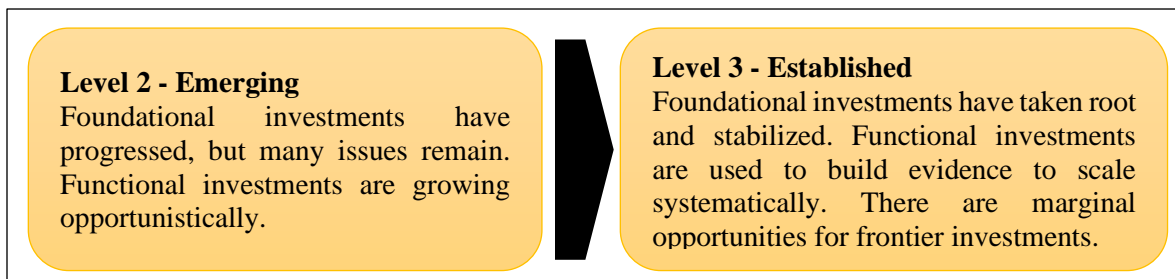 Level 2 - Emerging
Foundational investments have
progressed, but many issues remain.
Functional investments are growing
opportunistically.
Level 3 - Established
Foundational investments have taken root
and stabilized. Functional investments
are used to build evidence to scale
systematically. There are marginal
opportunities for frontier investments.